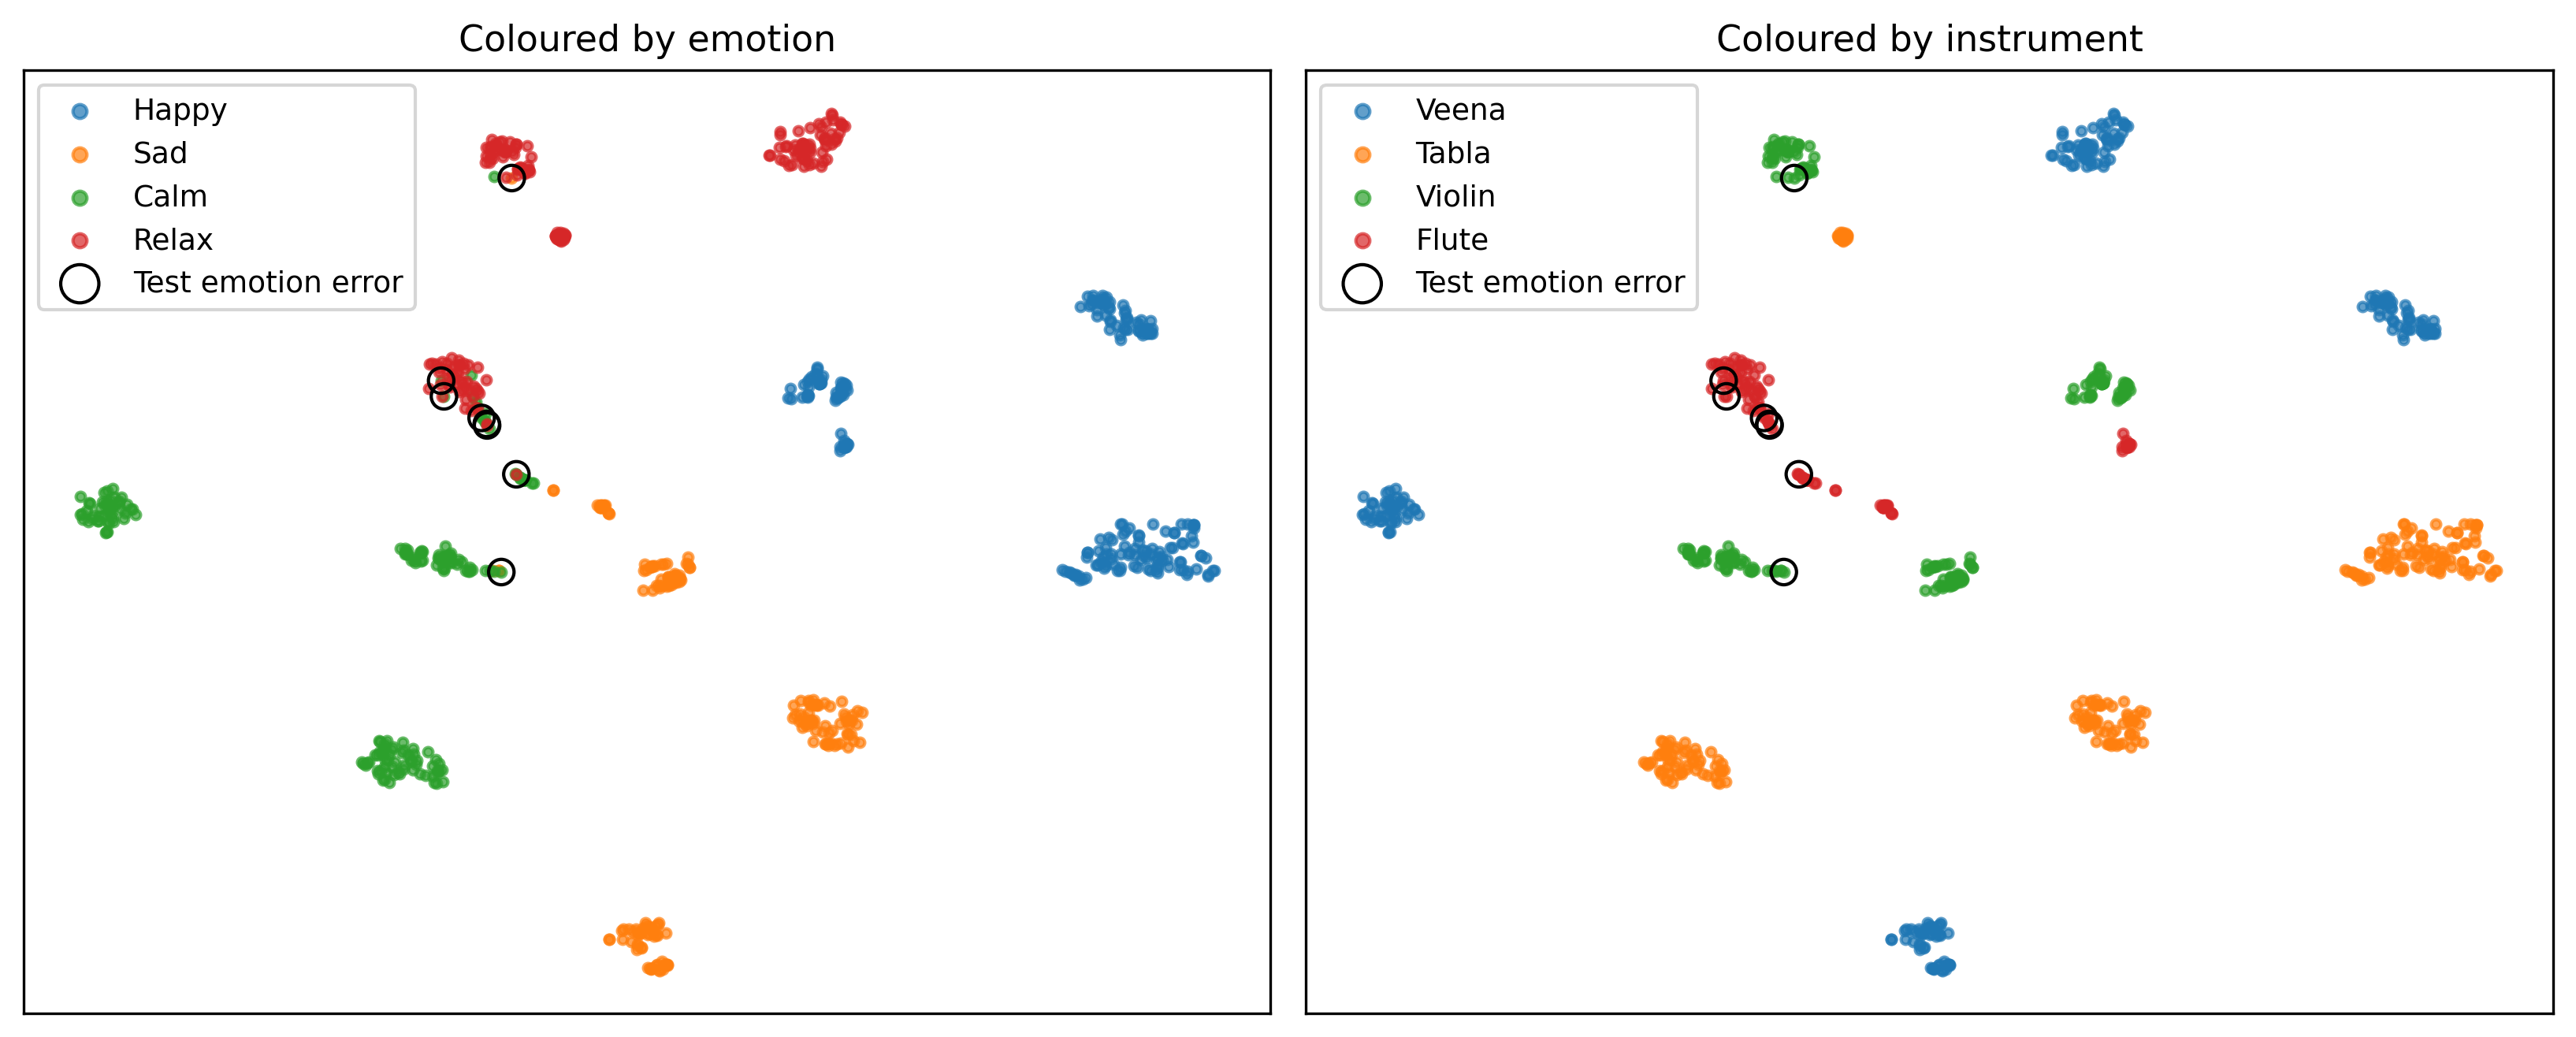 Coloured by emotion
Happy
Sad
Calm
Relax
Test emotion error
Coloured by instrument
Veena
Tabla
Violin
Flute
Test emotion error